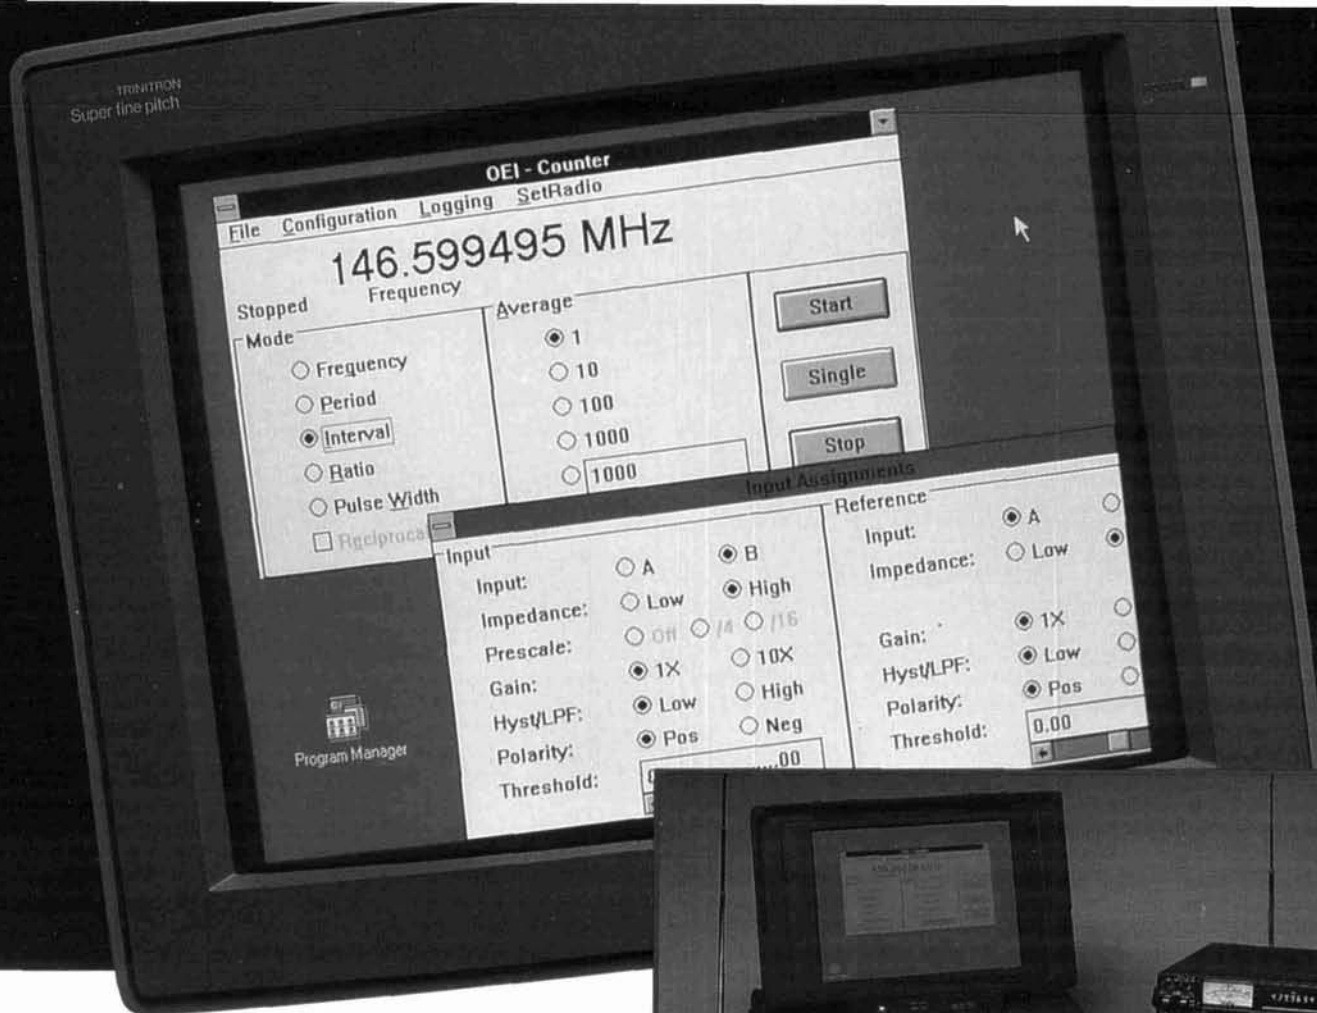 TRINITRON
Super fine pitch
OEI - Counter
File Configuration Logging SetRadio
146.599495 MHz
Stopped Frequency
Mode
Frequency
Period
Interval
Ratio
Pulse Width
Reciprocal
Average
1
10
100
1000
1000
Start
Single
Stop
Input Assignments
Input
Input: A B
Impedance: Low High
Prescale: Off /4 /16
Gain: 1X 10X
Hyst/LPF: Low High
Polarity: Pos Neg
Threshold: 00
Reference
Input: A
Impedance: Low
Gain: 1X
Hyst/LPF: Low
Polarity: Pos
Threshold: 0.00
Program Manager